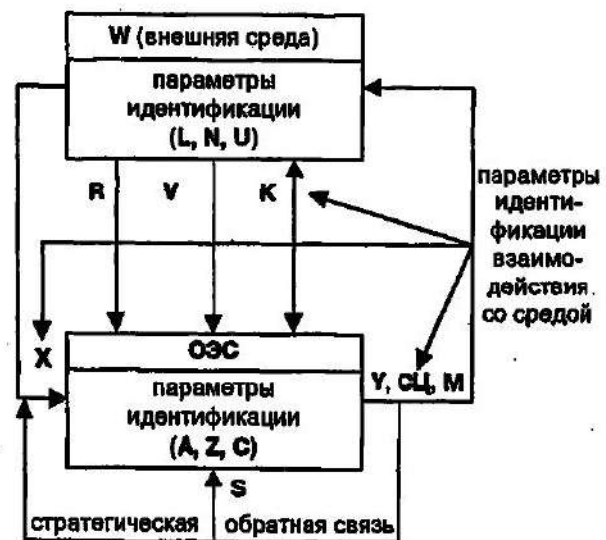 W (внешняя среда)
параметры
идентификации
(L, N, U)
R
V
K
параметры
иденти-
фикации
взаимо-
действия
со средой
X
ОЭС
параметры
идентификации
(A, Z, C)
Y, СЦ, M
S
стратегическая
обратная связь